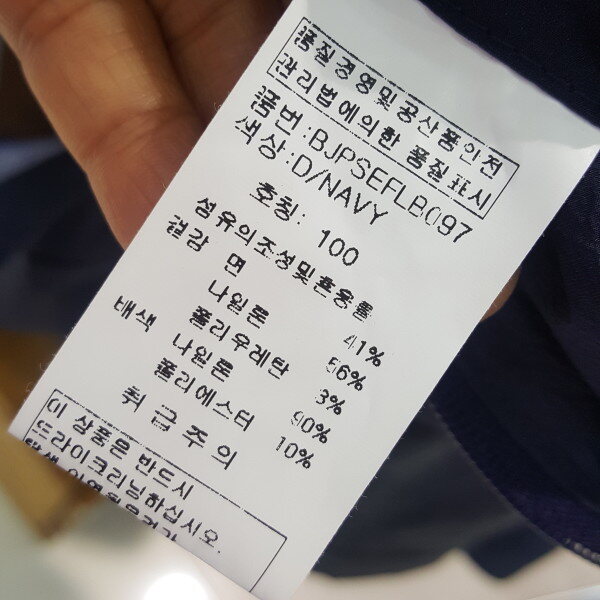 품질경영및공산품안전
관리법에의한 품질표시
품번:BJPSEFLB097
색상:D/NAVY
호칭: 100
섬유의조성및혼용률
겉감 면 41%
나일론 56%
폴리우레탄 3%
배색 나일론 90%
폴리에스터 10%
취급주의
이 상품은 반드시
드라이크리닝하십시오.